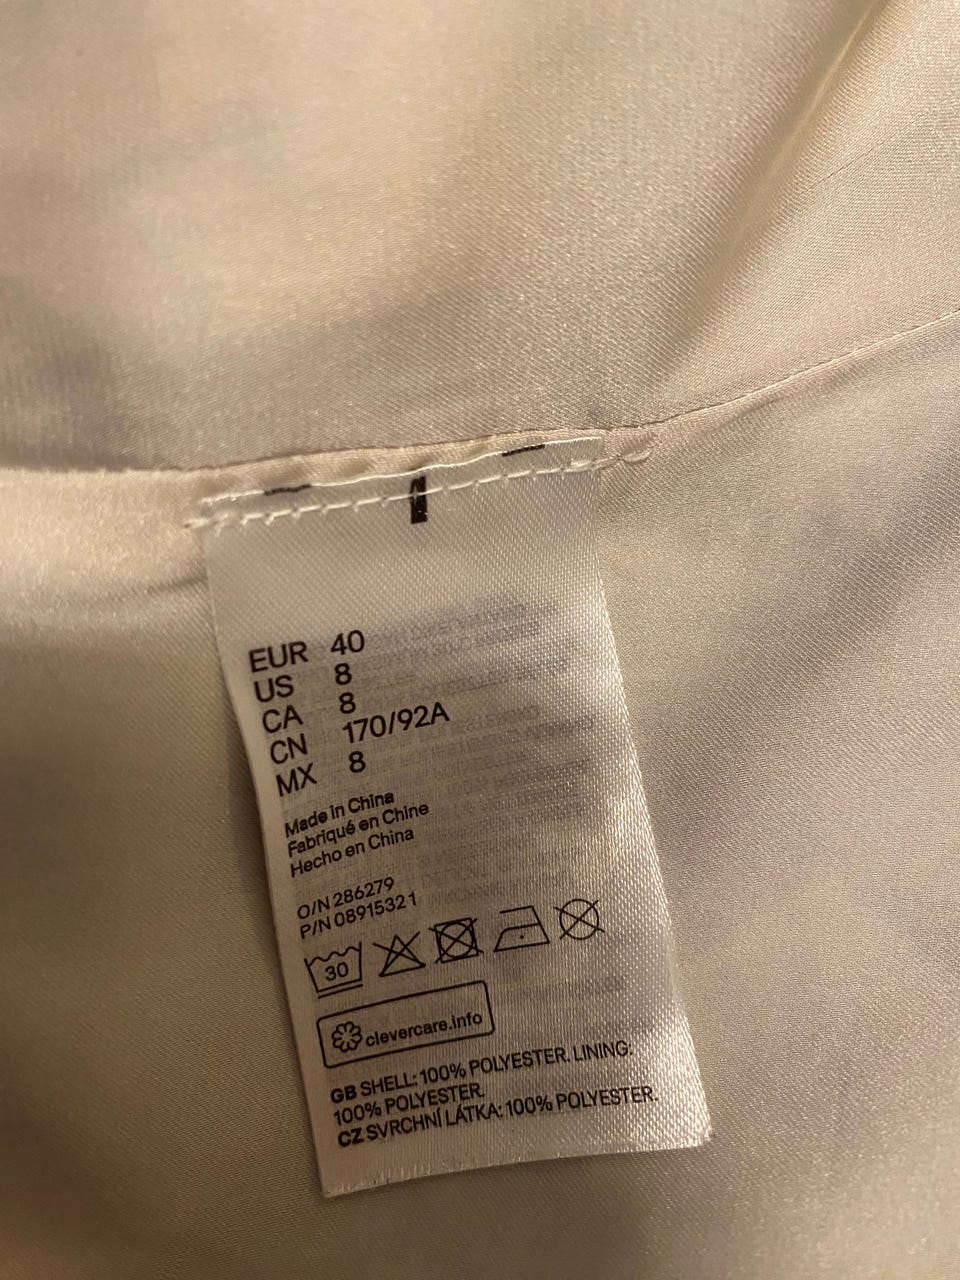 EUR 40
US 8
CA 8
CN 170/92A
MX 8
Made in China
Fabriqué en Chine
Hecho en China
O/N 286279
P/N 08915321
30
clevercare.info
GB SHELL: 100% POLYESTER. LINING:
100% POLYESTER.
CZ SVRCHNÍ LÁTKA: 100% POLYESTER.